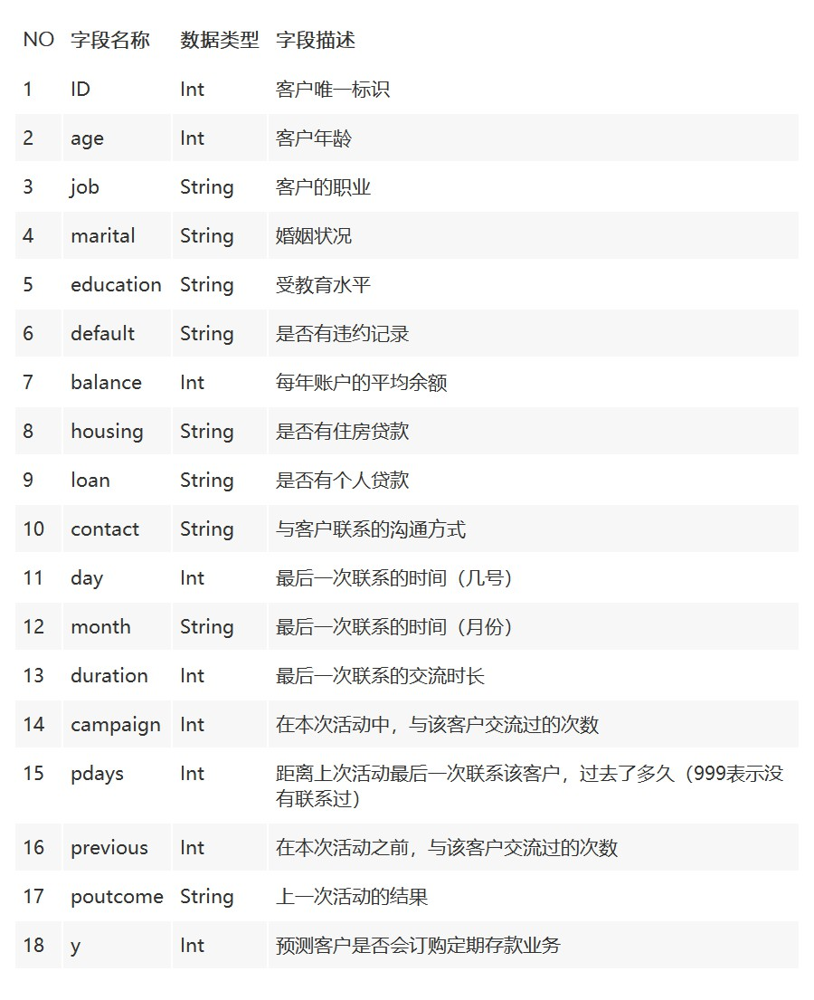 NO 字段名称 数据类型 字段描述
1 ID Int 客户唯一标识
2 age Int 客户年龄
3 job String 客户的职业
4 marital String 婚姻状况
5 education String 受教育水平
6 default String 是否有违约记录
7 balance Int 每年账户的平均余额
8 housing String 是否有住房贷款
9 loan String 是否有个人贷款
10 contact String 与客户联系的沟通方式
11 day Int 最后一次联系的时间（几号）
12 month String 最后一次联系的时间（月份）
13 duration Int 最后一次联系的交流时长
14 campaign Int 在本次活动中，与该客户交流过的次数
15 pdays Int 距离上次活动最后一次联系该客户，过去了多久（999表示没
有联系过）
16 previous Int 在本次活动之前，与该客户交流过的次数
17 poutcome String 上一次活动的结果
18 y Int 预测客户是否会订购定期存款业务